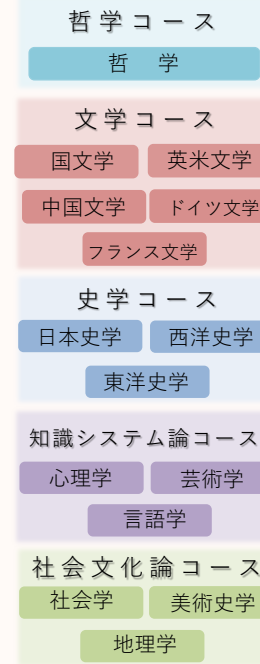 哲学コース
哲　学
文学コース
国文学 英米文学
中国文学 ドイツ文学
フランス文学
史学コース
日本史学 西洋史学
東洋史学
知識システム論コース
心理学 芸術学
言語学
社会文化論コース
社会学 美術史学
地理学